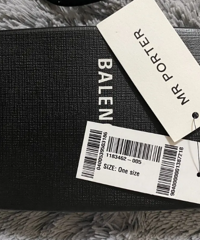 MR PORTER
BALEN
1183462-005
SIZE: One size